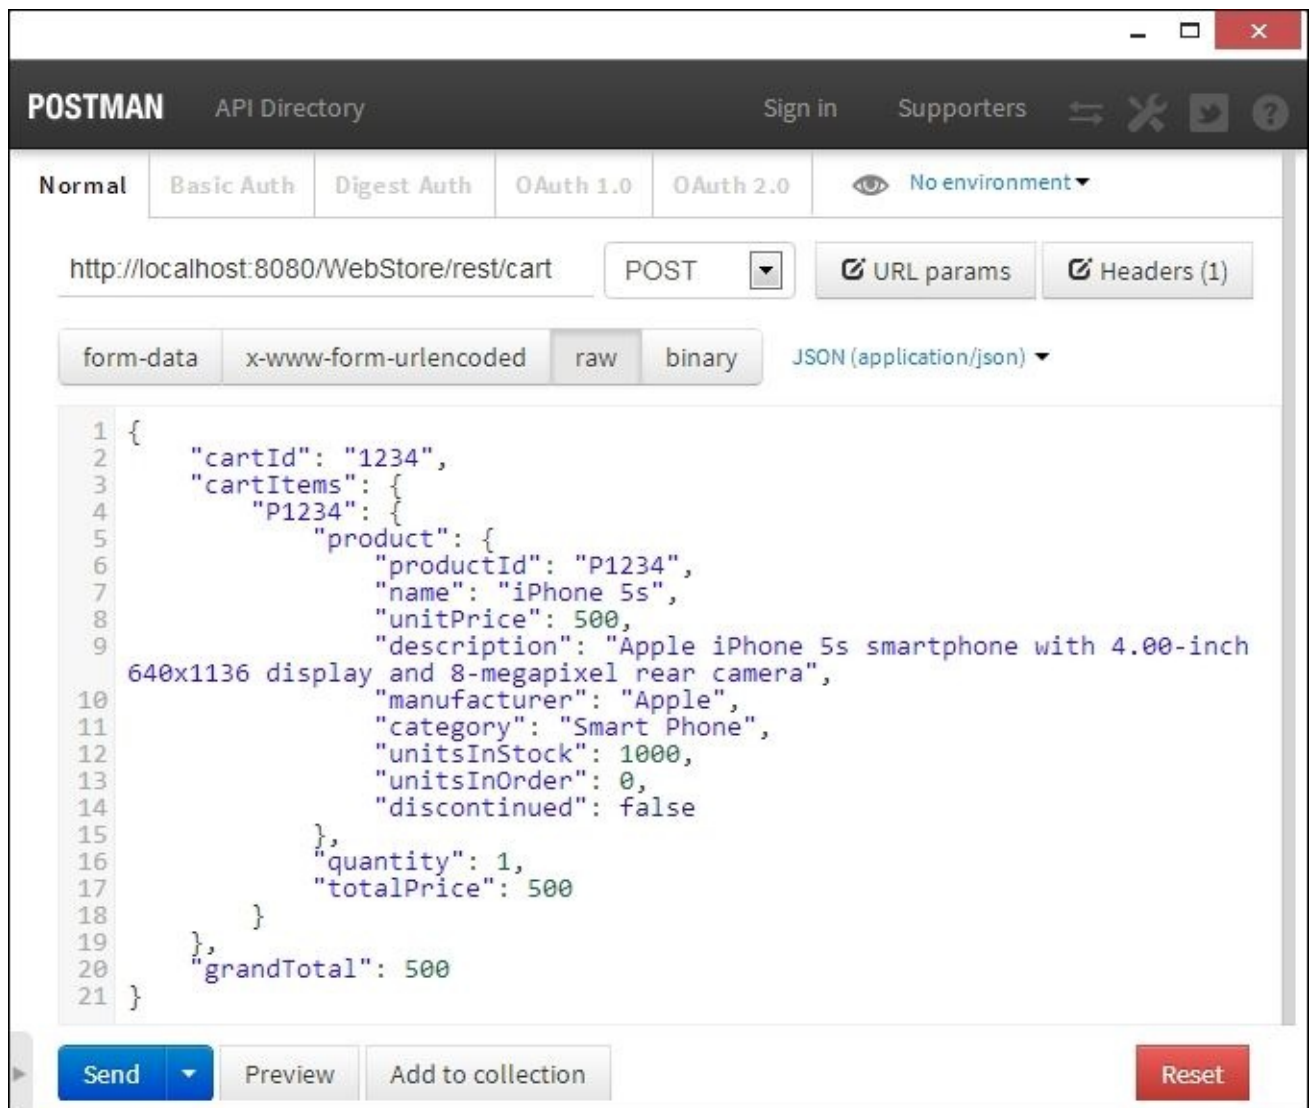 POSTMAN API Directory Sign in Supporters
Normal Basic Auth Digest Auth OAuth 1.0 OAuth 2.0 No environment
http://localhost:8080/WebStore/rest/cart POST URL params Headers (1)
form-data x-www-form-urlencoded raw binary JSON (application/json)
1 {
2 "cartId": "1234",
3 "cartItems": {
4 "P1234": {
5 "product": {
6 "productId": "P1234",
7 "name": "iPhone 5s",
8 "unitPrice": 500,
9 "description": "Apple iPhone 5s smartphone with 4.00-inch
640x1136 display and 8-megapixel rear camera",
10 "manufacturer": "Apple",
11 "category": "Smart Phone",
12 "unitsInStock": 1000,
13 "unitsInOrder": 0,
14 "discontinued": false
15 },
16 "quantity": 1,
17 "totalPrice": 500
18 }
19 },
20 "grandTotal": 500
21 }
Send Preview Add to collection Reset